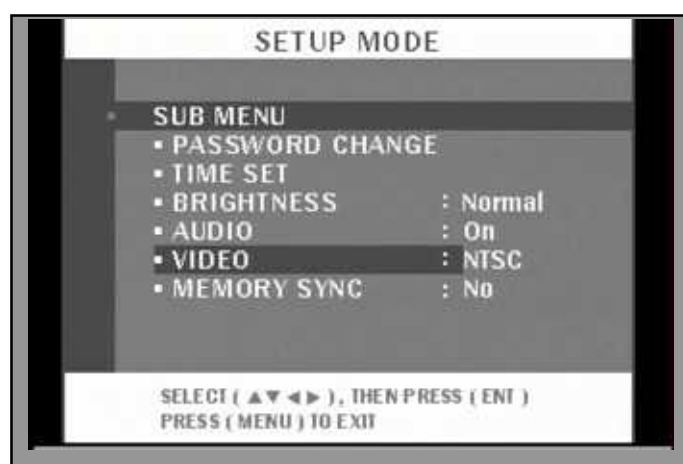 SETUP MODE
SUB MENU
▪ PASSWORD CHANGE
▪ TIME SET
▪ BRIGHTNESS : Normal
▪ AUDIO : On
▪ VIDEO : NTSC
▪ MEMORY SYNC : No
SELECT ( ▲▼◀▶ ), THEN PRESS ( ENT )
PRESS ( MENU ) TO EXIT